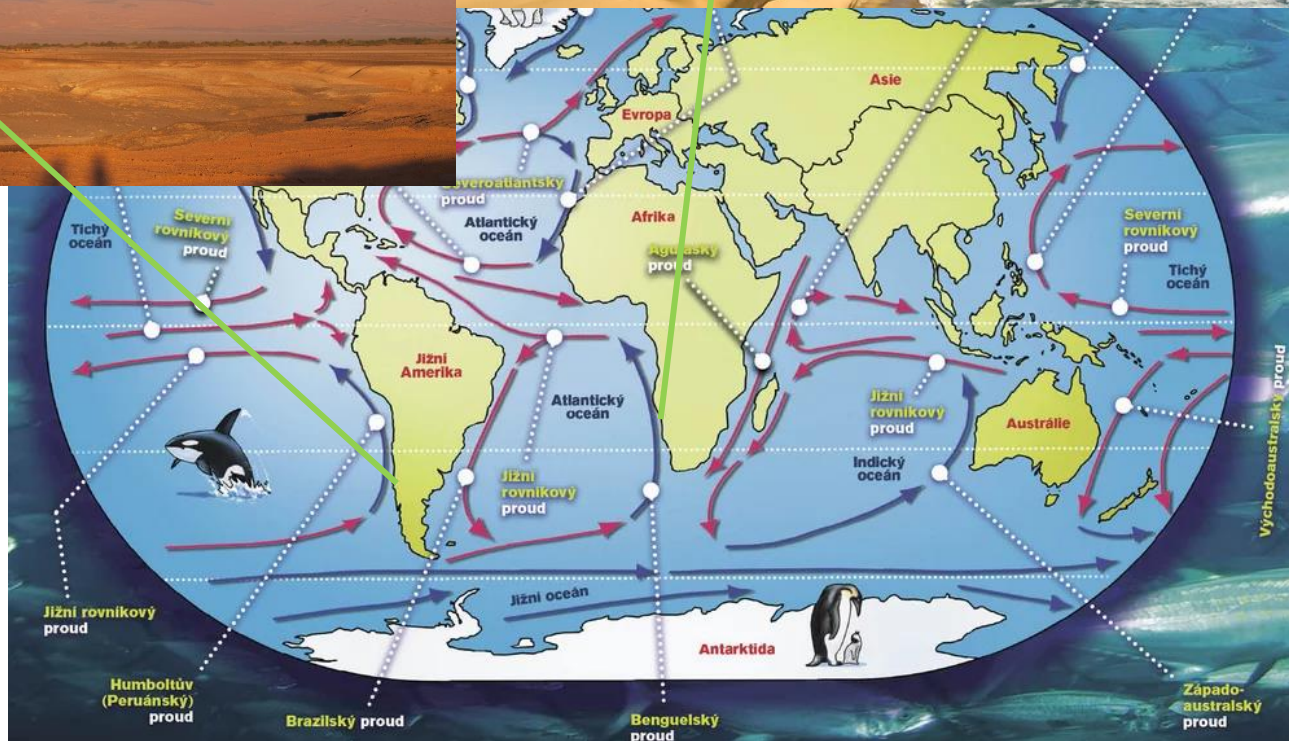 Asie
Evropa
Severoatlantský
proud
Tichý
oceán
Severní
rovníkový
proud
Atlantický
oceán
Afrika
Agulaský
proud
Severní
rovníkový
proud
Tichý
oceán
Jižní
Amerika
Atlantický
oceán
Jižní
rovníkový
proud
Jižní
rovníkový
proud
Austrálie
Indický
oceán
Východoaustralský proud
Jižní oceán
Jižní rovníkový
proud
Antarktida
Humboltův
(Peruánský)
proud
Brazilský proud
Benguelský
proud
Západo-
australský
proud